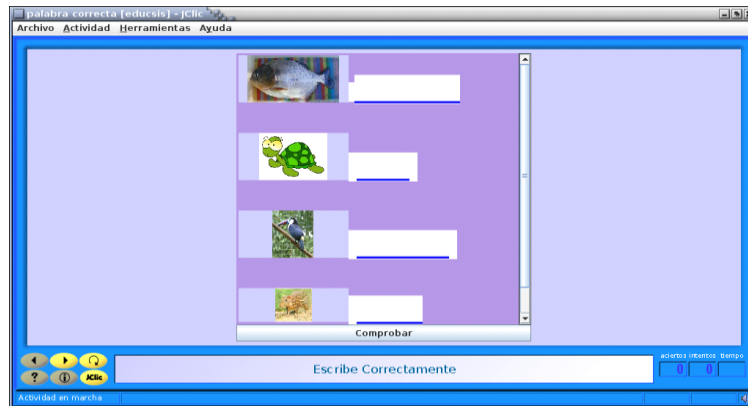 palabra correcta [educsis] - JClic
Archivo Actividad Herramientas Ayuda
Comprobar
Escribe Correctamente
aciertos intentos tiempo
0 0
? i JClic
Actividad en marcha